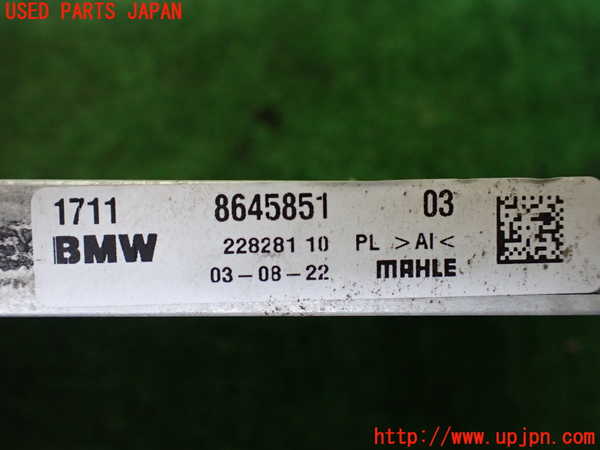 USED PARTS JAPAN
1711 8645851 03
BMW 228281 10 PL >Al<
03-08-22 MAHLE
http://www.upjpn.com/